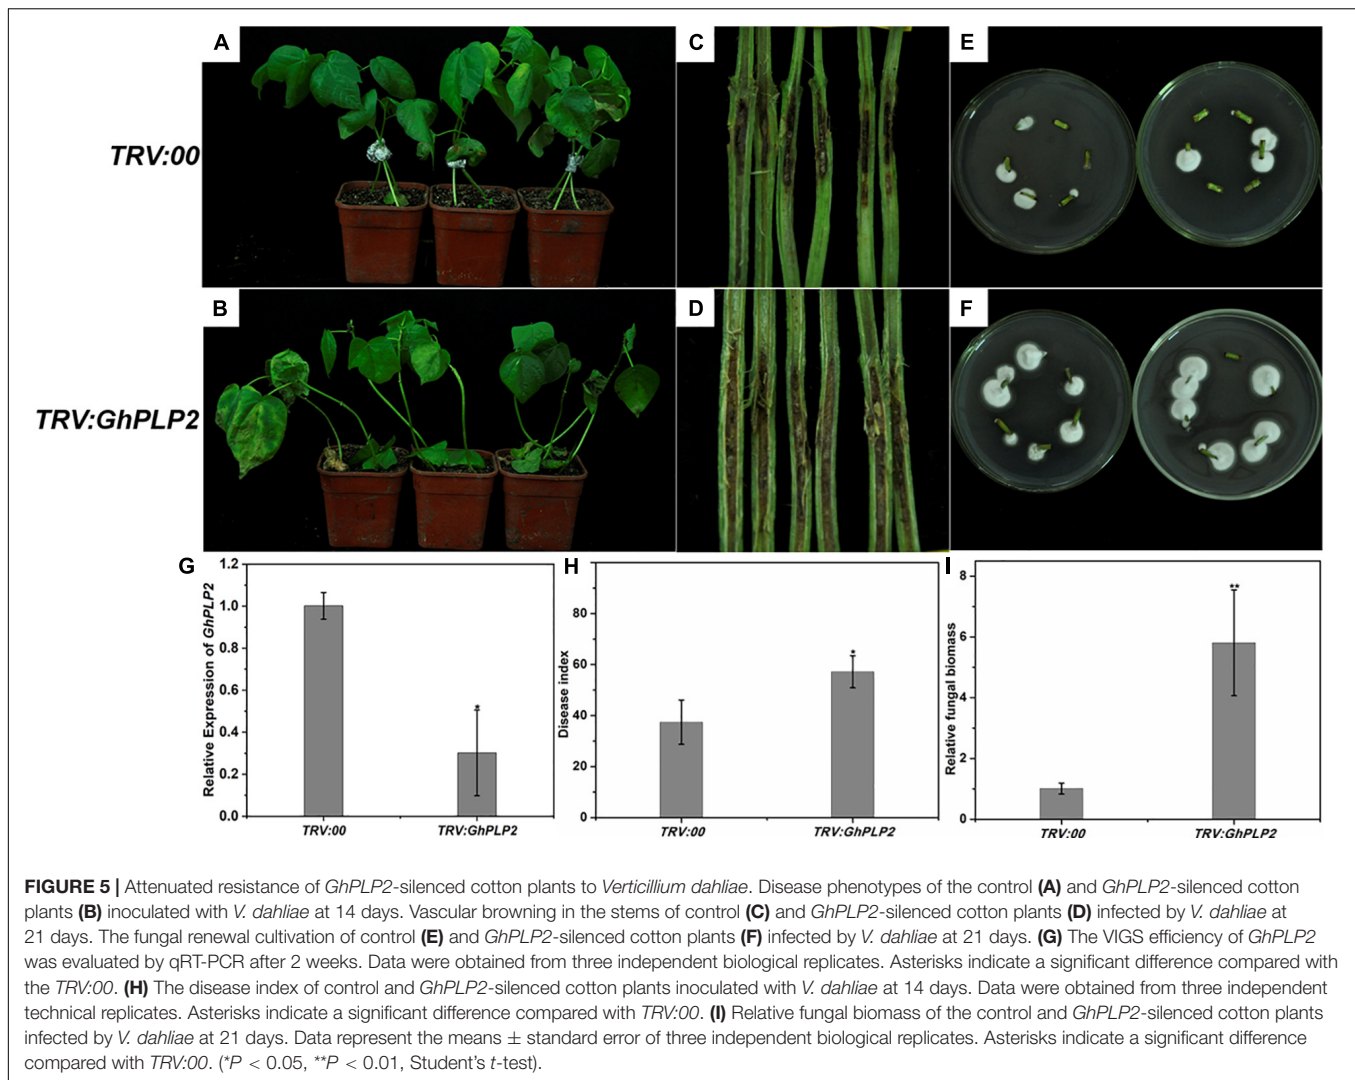 A
C
E
TRV:00
B
D
F
TRV:GhPLP2
G
1.2
1.0
0.8
0.6
0.4
0.2
0.0
Relative Expression of GhPLP2
*
TRV:00
TRV:GhPLP2
H
80
60
40
20
0
Disease index
*
TRV:00
TRV:GhPLP2
I
8
6
4
2
0
Relative fungal biomass
**
TRV:00
TRV:GhPLP2
FIGURE 5 | Attenuated resistance of GhPLP2-silenced cotton plants to Verticillium dahliae. Disease phenotypes of the control (A) and GhPLP2-silenced cotton
plants (B) inoculated with V. dahliae at 14 days. Vascular browning in the stems of control (C) and GhPLP2-silenced cotton plants (D) infected by V. dahliae at
21 days. The fungal renewal cultivation of control (E) and GhPLP2-silenced cotton plants (F) infected by V. dahliae at 21 days. (G) The VIGS efficiency of GhPLP2
was evaluated by qRT-PCR after 2 weeks. Data were obtained from three independent biological replicates. Asterisks indicate a significant difference compared with
the TRV:00. (H) The disease index of control and GhPLP2-silenced cotton plants inoculated with V. dahliae at 14 days. Data were obtained from three independent
technical replicates. Asterisks indicate a significant difference compared with TRV:00. (I) Relative fungal biomass of the control and GhPLP2-silenced cotton plants
infected by V. dahliae at 21 days. Data represent the means ± standard error of three independent biological replicates. Asterisks indicate a significant difference
compared with TRV:00. (*P < 0.05, **P < 0.01, Student's t-test).